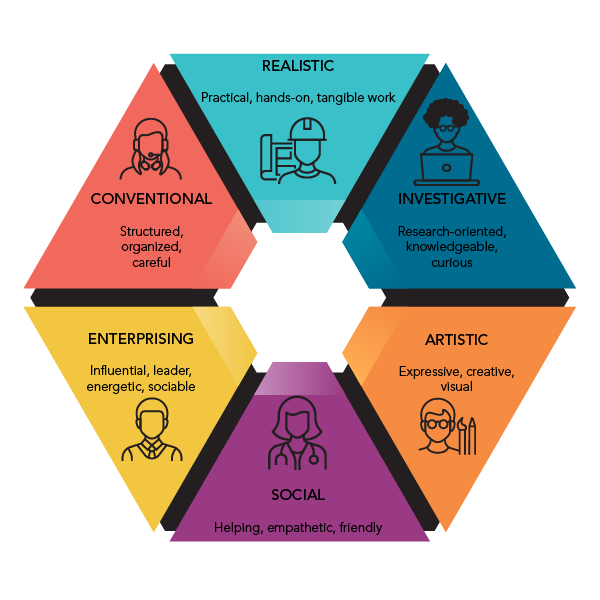 REALISTIC
Practical, hands-on, tangible work
INVESTIGATIVE
Research-oriented,
knowledgeable,
curious
ARTISTIC
Expressive, creative,
visual
SOCIAL
Helping, empathetic, friendly
ENTERPRISING
Influential, leader,
energetic, sociable
CONVENTIONAL
Structured,
organized,
careful